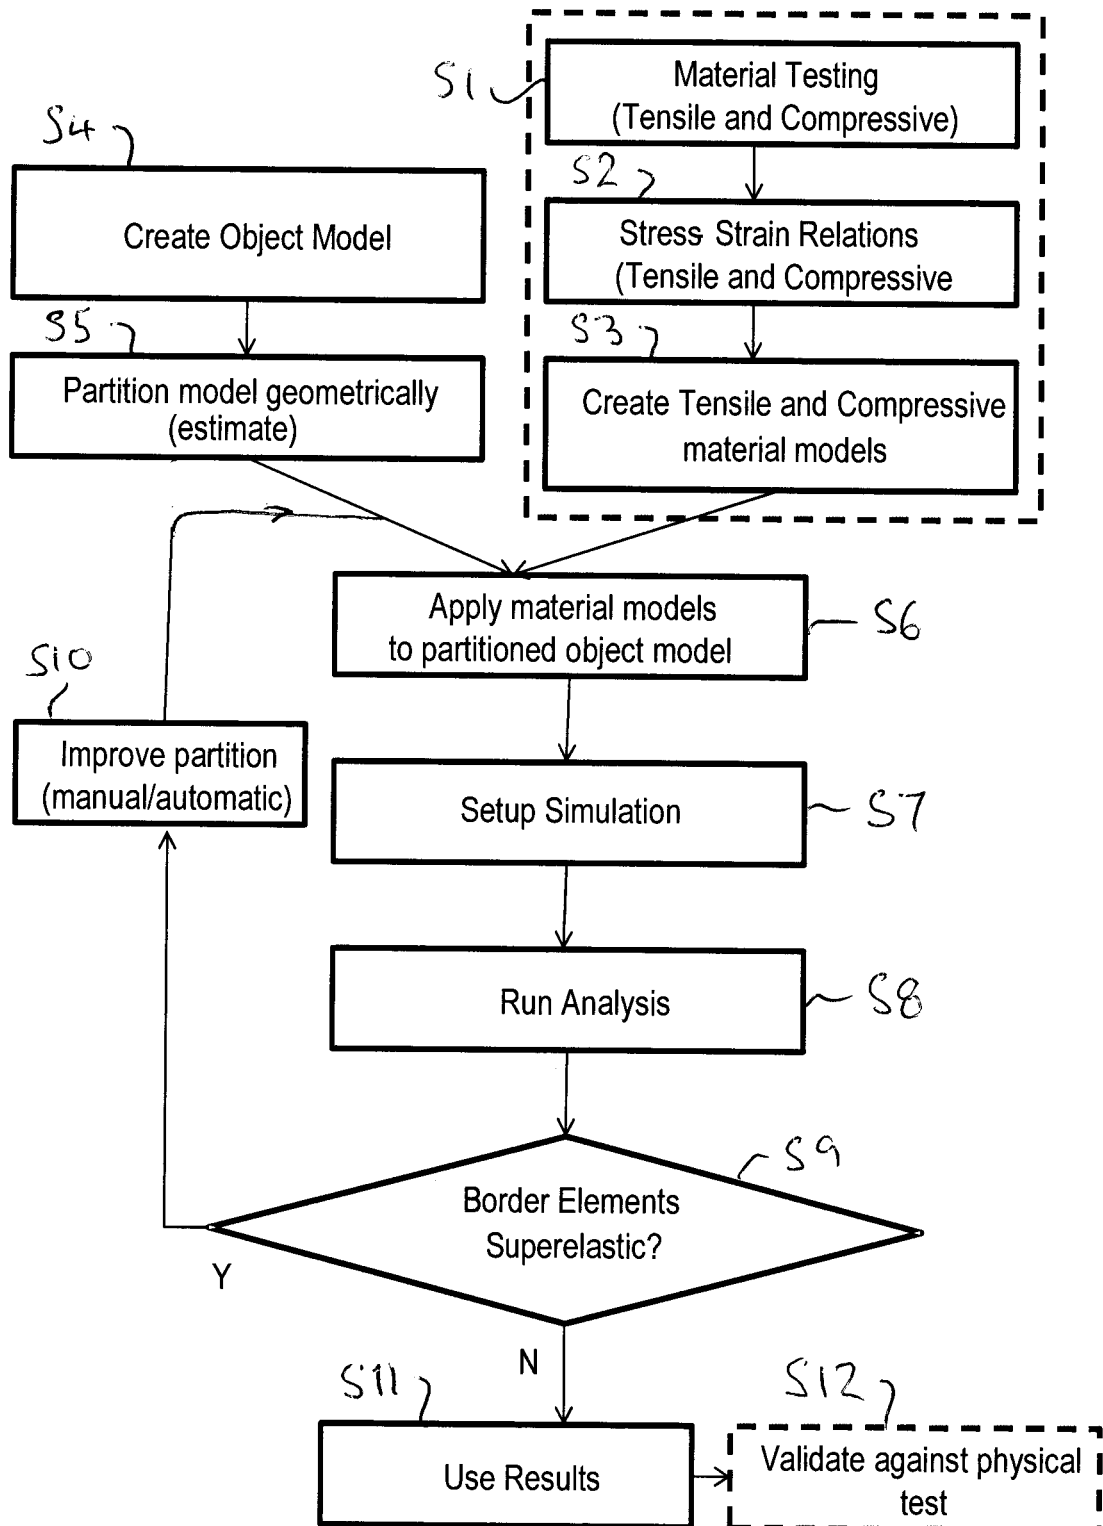 S1
Material Testing
(Tensile and Compressive)
S2
Stress Strain Relations
(Tensile and Compressive
S3
Create Tensile and Compressive
material models
S4
Create Object Model
S5
Partition model geometrically
(estimate)
Apply material models
to partitioned object model
S6
S10
Improve partition
(manual/automatic)
Setup Simulation
S7
Run Analysis
S8
S9
Border Elements
Superelastic?
Y
N
S11
Use Results
S12
Validate against physical
test